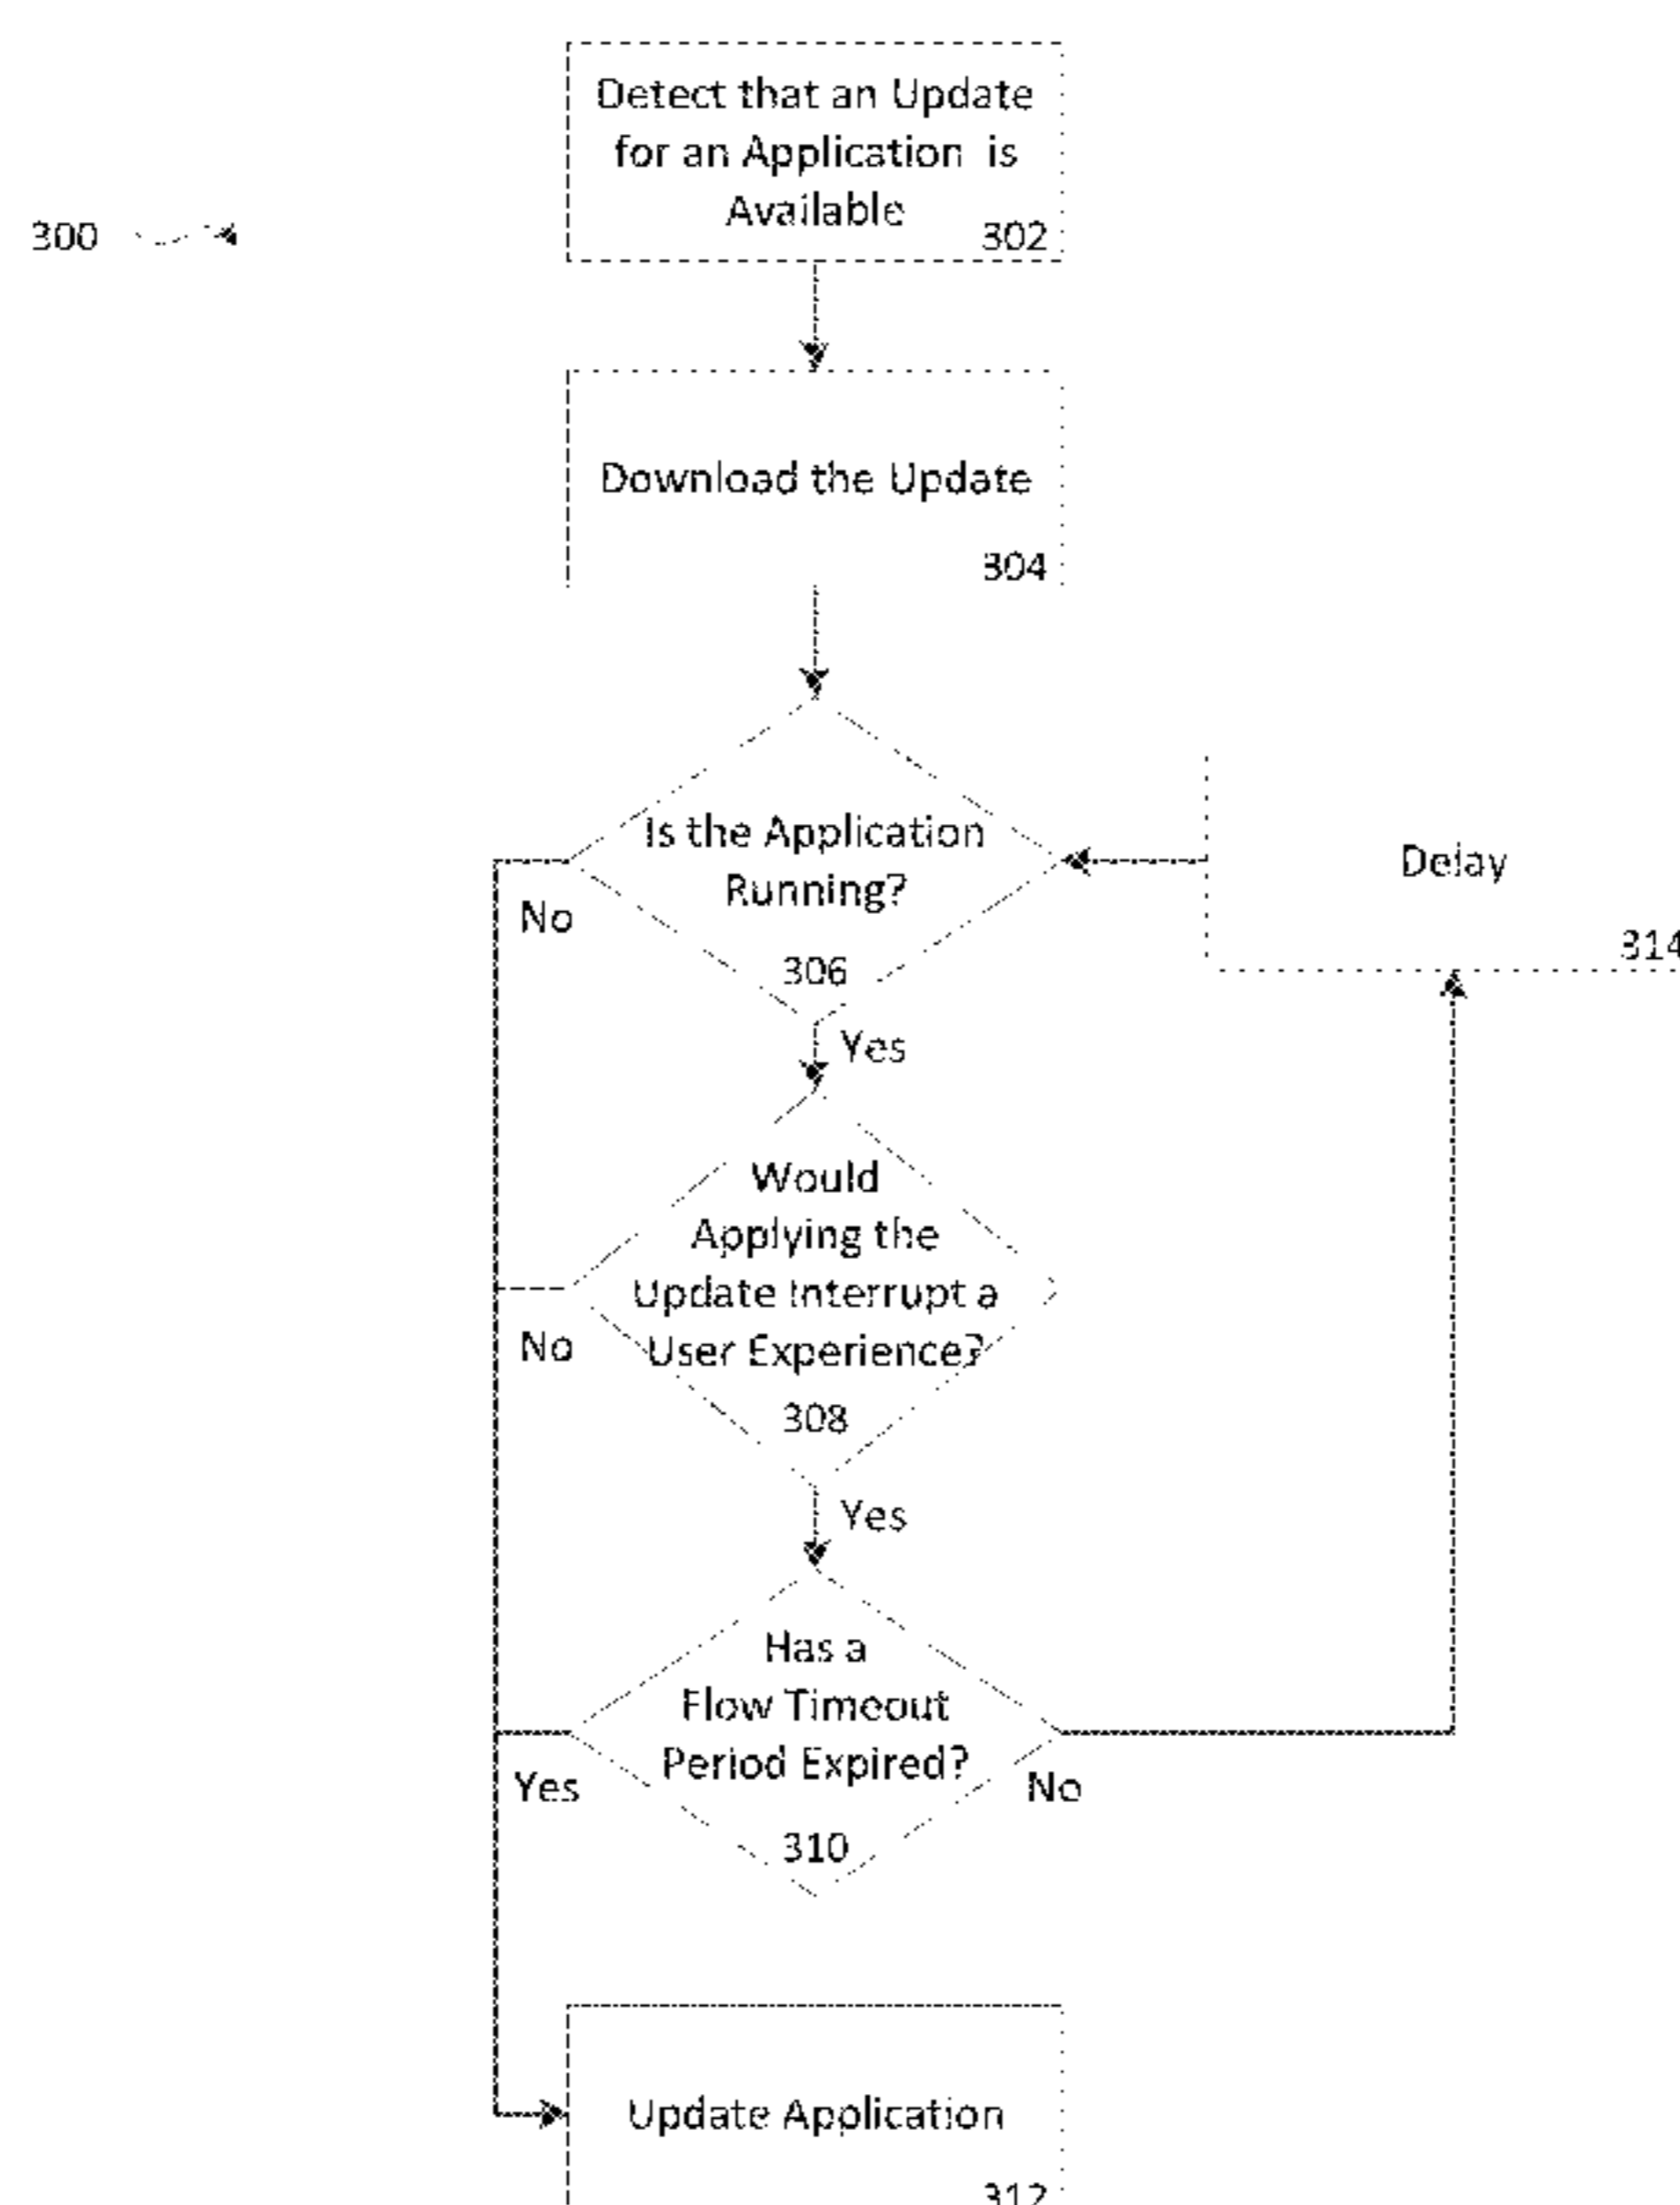 Detect that an Update
for an Application is
Available
302
300
Download the Update
304
Is the Application
Running?
306
No
Delay
314
Yes
Would
Applying the
Update Interrupt a
User Experience?
308
No
Yes
Has a
Flow Timeout
Period Expired?
310
Yes
No
Update Application
312